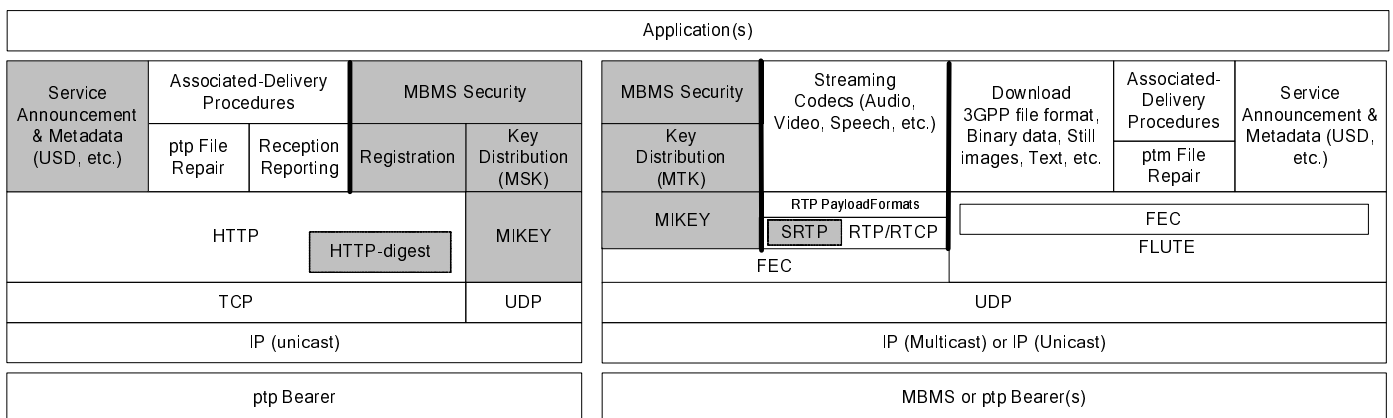 Application(s)
Service
Announcement
& Metadata
(USD, etc.)
Associated-Delivery
Procedures
ptp File
Repair
Reception
Reporting
MBMS Security
Registration
Key
Distribution
(MSK)
HTTP
HTTP-digest
MIKEY
TCP
UDP
IP (unicast)
ptp Bearer
MBMS Security
Key
Distribution
(MTK)
MIKEY
Streaming
Codecs (Audio,
Video, Speech, etc.)
RTP PayloadFormats
SRTP
RTP/RTCP
FEC
Download
3GPP file format,
Binary data, Still
images, Text, etc.
Associated-
Delivery
Procedures
ptm File
Repair
Service
Announcement &
Metadata (USD,
etc.)
FEC
FLUTE
UDP
IP (Multicast) or IP (Unicast)
MBMS or ptp Bearer(s)